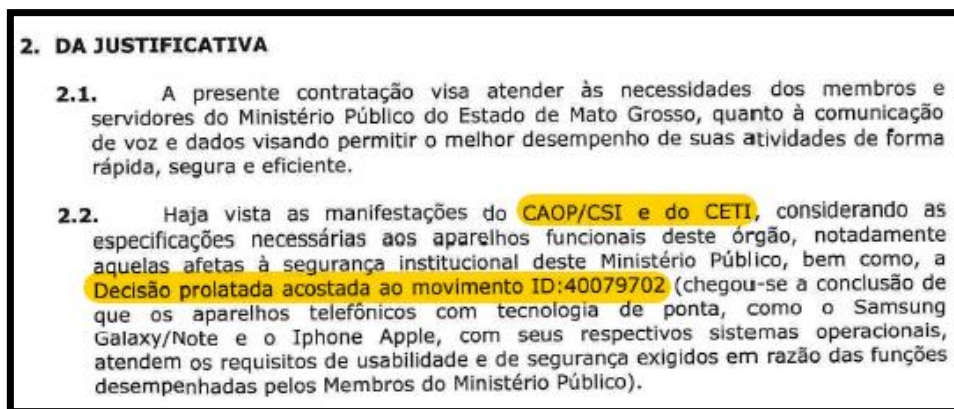 2. DA JUSTIFICATIVA
2.1. A presente contratação visa atender às necessidades dos membros e
servidores do Ministério Público do Estado de Mato Grosso, quanto à comunicação
de voz e dados visando permitir o melhor desempenho de suas atividades de forma
rápida, segura e eficiente.
2.2. Haja vista as manifestações do CAOP/CSI e do CETI, considerando as
especificações necessárias aos aparelhos funcionais deste órgão, notadamente
aquelas afetas à segurança institucional deste Ministério Público, bem como, a
Decisão prolatada acostada ao movimento ID:40079702 (chegou-se a conclusão de
que os aparelhos telefônicos com tecnologia de ponta, como o Samsung
Galaxy/Note e o Iphone Apple, com seus respectivos sistemas operacionais,
atendem os requisitos de usabilidade e de segurança exigidos em razão das funções
desempenhadas pelos Membros do Ministério Público).